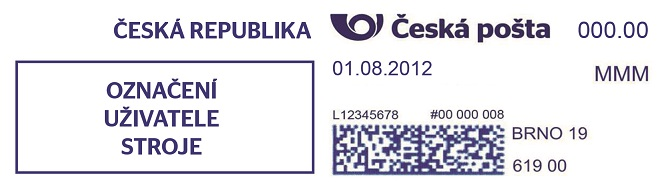 ČESKÁ REPUBLIKA
Česká pošta
000.00
01.08.2012
MMM
OZNAČENÍ
UŽIVATELE
STROJE
L12345678 #00 000 008
BRNO 19
619 00